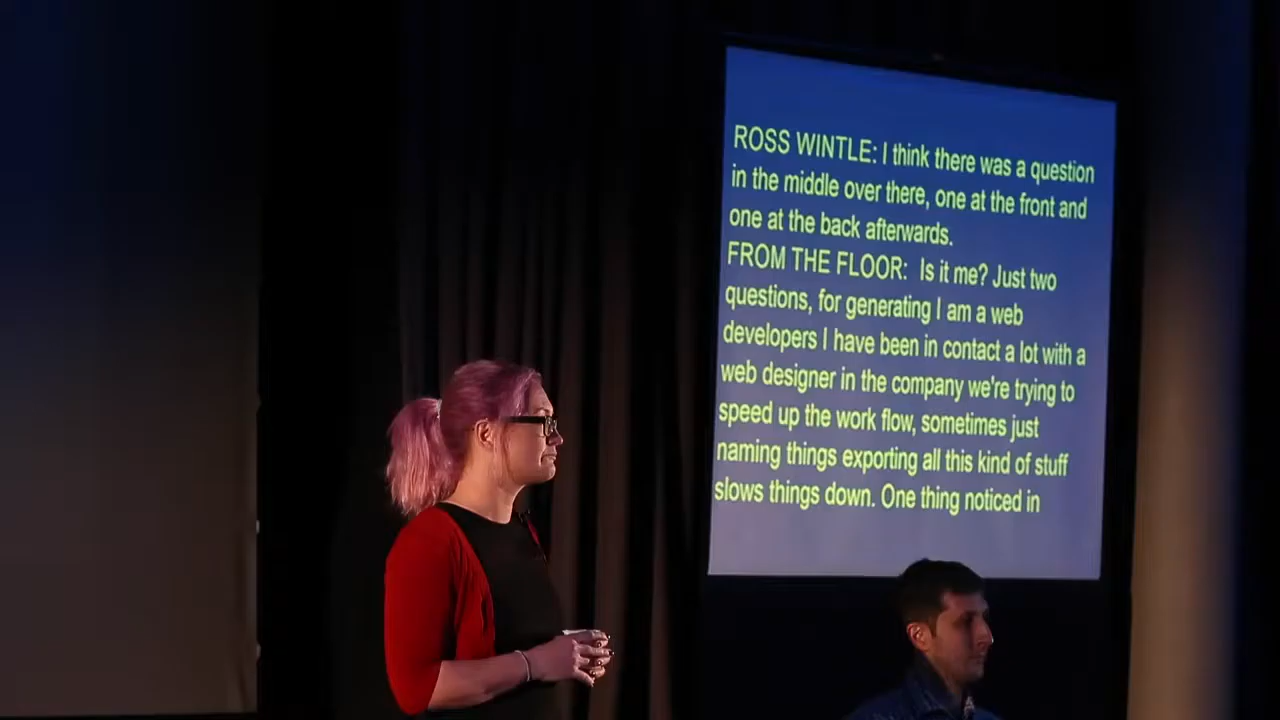 ROSS WINTLE: I think there was a question
in the middle over there, one at the front and
one at the back afterwards.
FROM THE FLOOR: Is it me? Just two
questions, for generating I am a web
developers I have been in contact a lot with a
web designer in the company we're trying to
speed up the work flow, sometimes just
naming things exporting all this kind of stuff
slows things down. One thing noticed in